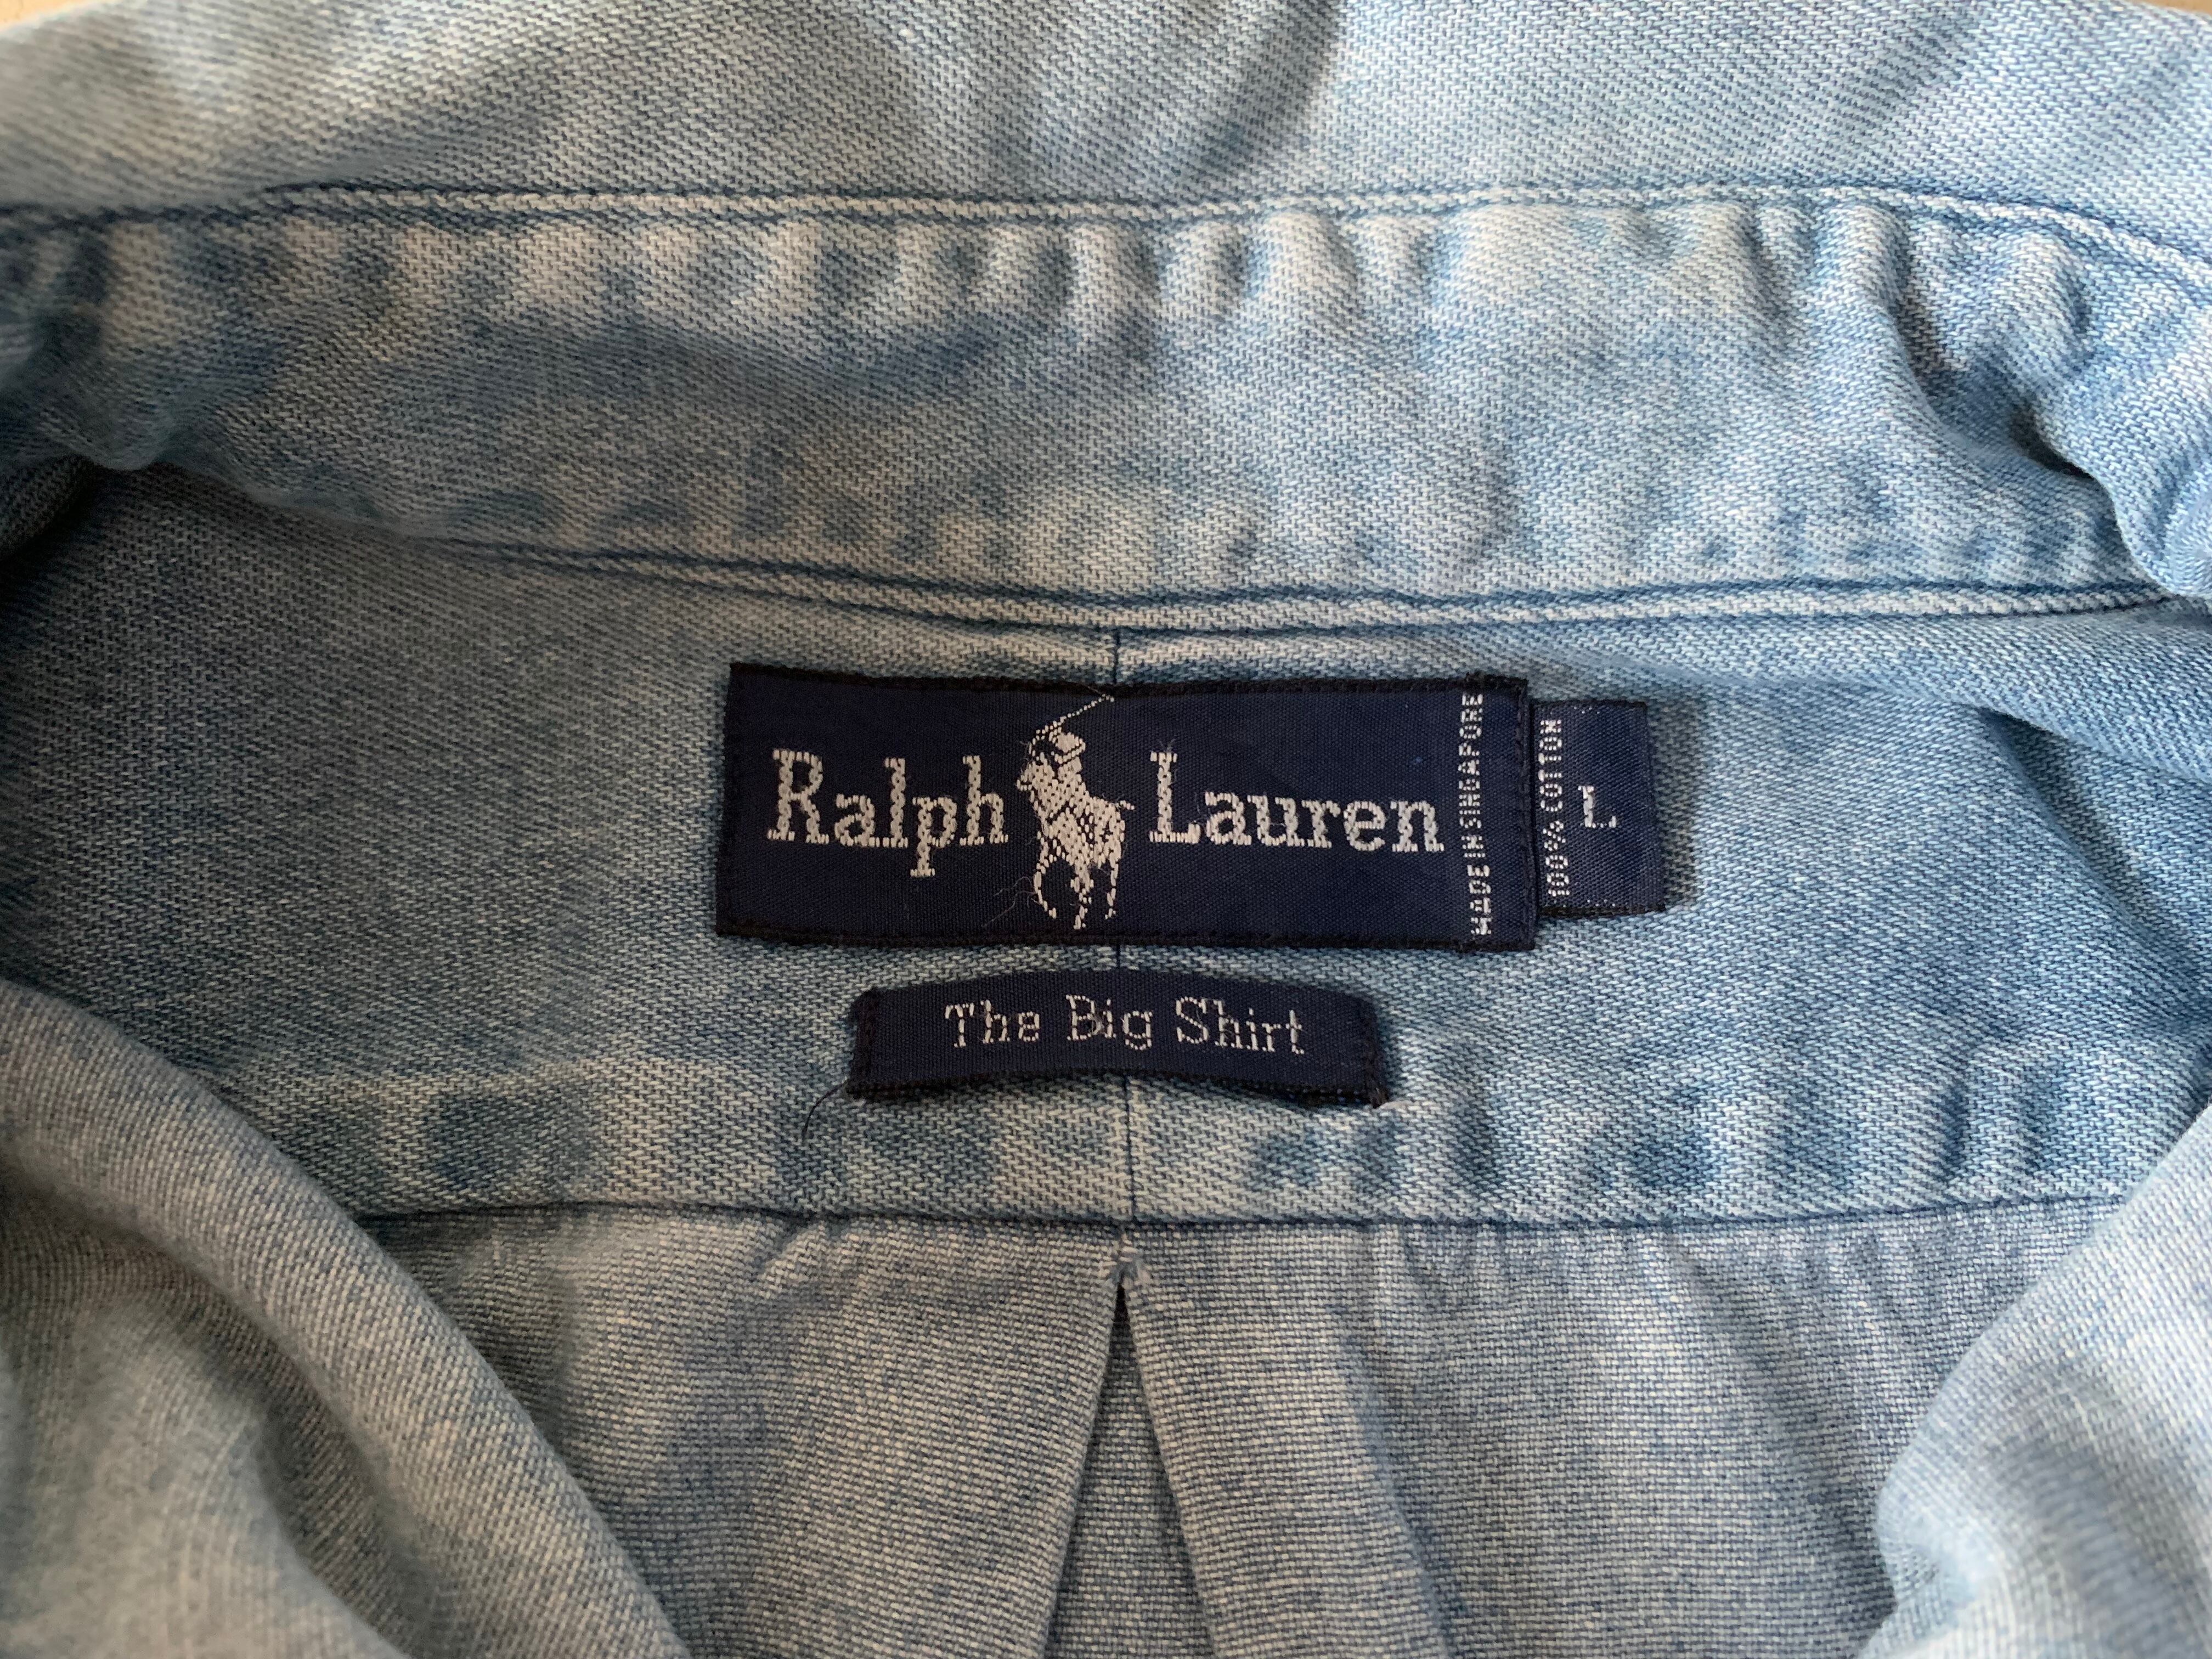 Ralph Lauren
MADE IN SINGAPORE
100% COTTON
L
The Big Shirt